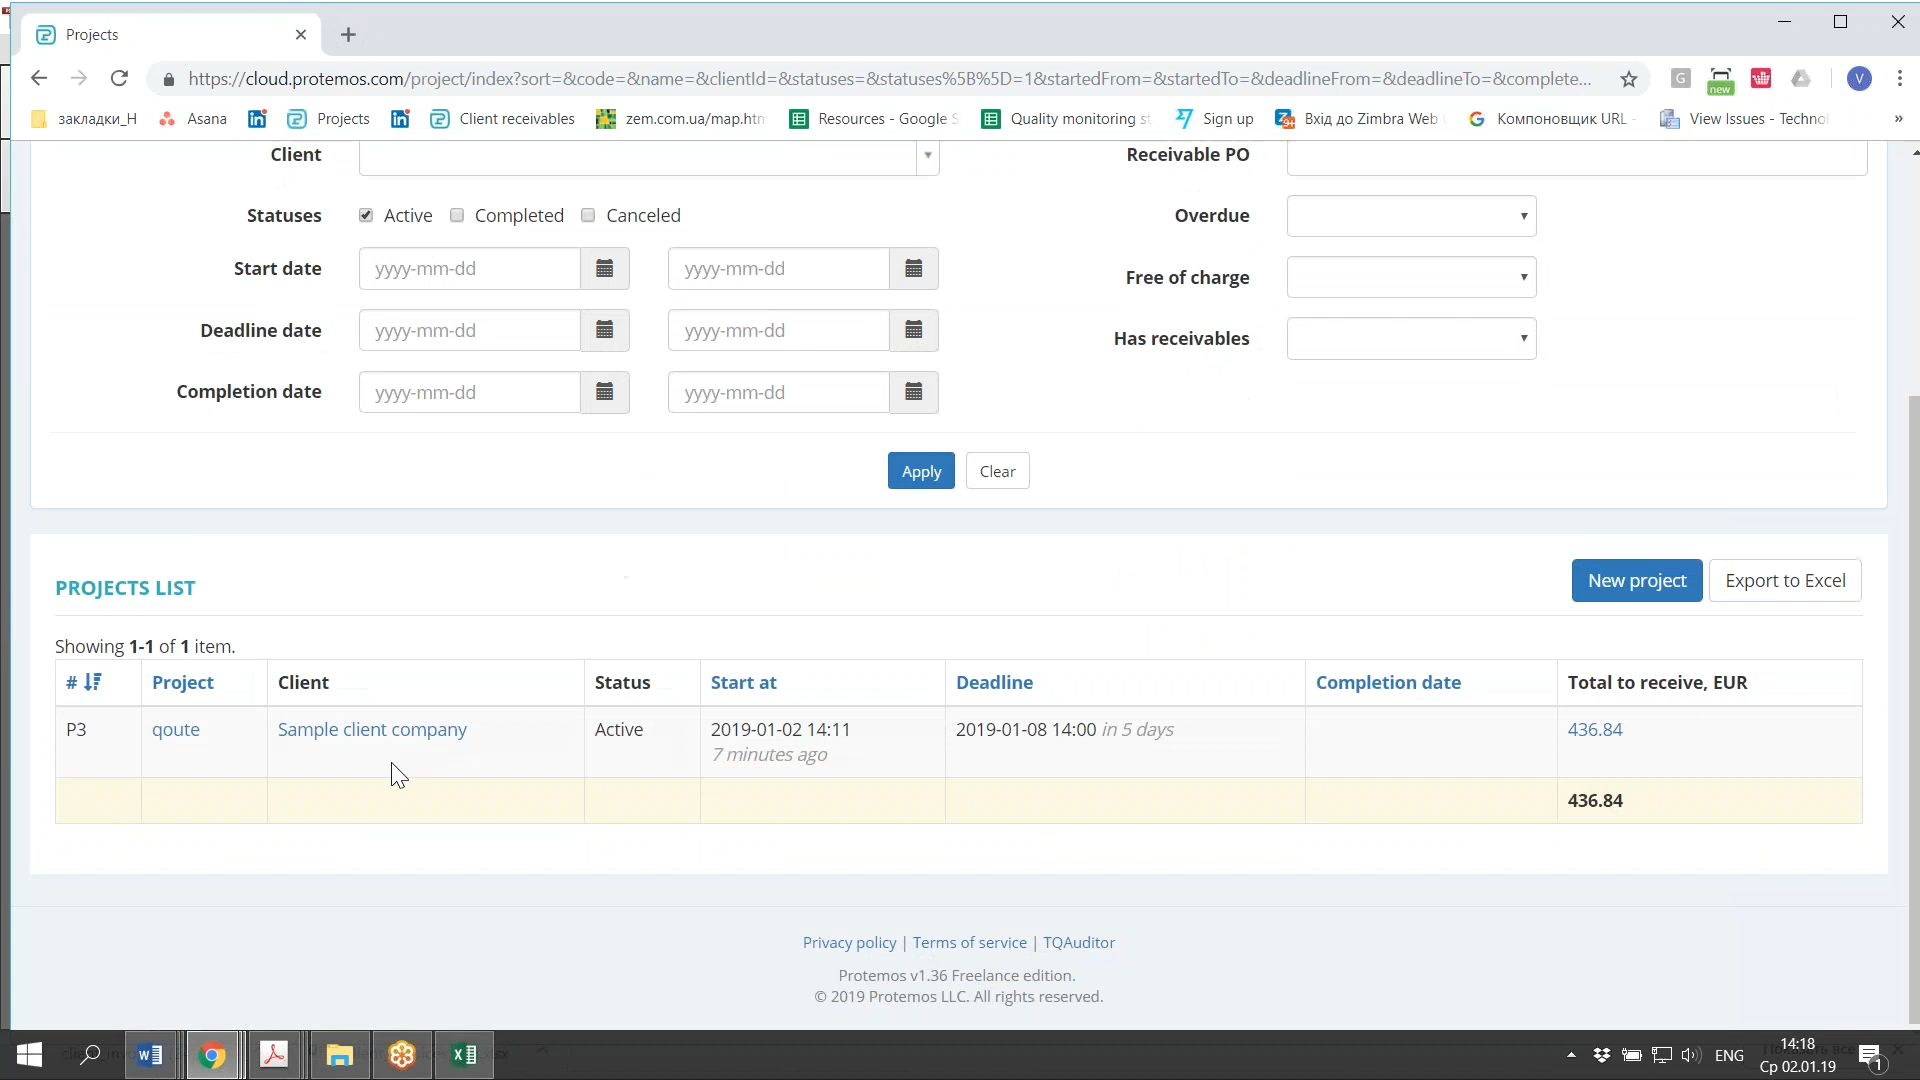 Projects
https://cloud.protemos.com/project/index?sort=&code=&name=&clientId=&statuses=&statuses%5B%5D=1&startedFrom=&startedTo=&deadlineFrom=&deadlineTo=&complete...
G new V
закладки_Н Asana Projects Client receivables zem.com.ua/map.htm Resources - Google S Quality monitoring st Sign up Вхід до Zimbra Web Компоновщик URL - View Issues - Technol »
Client Receivable PO
Statuses Active Completed Canceled Overdue
Start date yyyy-mm-dd yyyy-mm-dd Free of charge
Deadline date yyyy-mm-dd yyyy-mm-dd Has receivables
Completion date yyyy-mm-dd yyyy-mm-dd
Apply Clear
PROJECTS LIST New project Export to Excel
Showing 1-1 of 1 item.
# Project Client Status Start at Deadline Completion date Total to receive, EUR
P3 qoute Sample client company Active 2019-01-02 14:11 2019-01-08 14:00 in 5 days 436.84
7 minutes ago
436.84
Privacy policy | Terms of service | TQAuditor
Protemos v1.36 Freelance edition.
© 2019 Protemos LLC. All rights reserved.
ENG 14:18 1
Ср 02.01.19